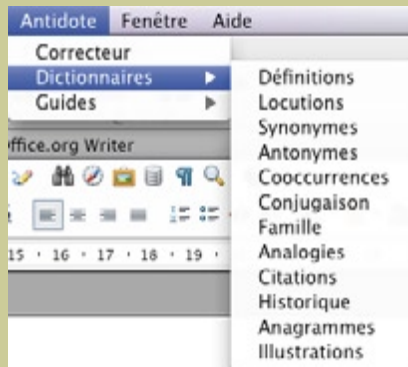 Antidote Fenêtre Aide
Correcteur
Dictionnaires
Guides
Office.org Writer
15 · 16 · 17 · 18 · 19 ·
Définitions
Locutions
Synonymes
Antonymes
Cooccurrences
Conjugaison
Famille
Analogies
Citations
Historique
Anagrammes
Illustrations